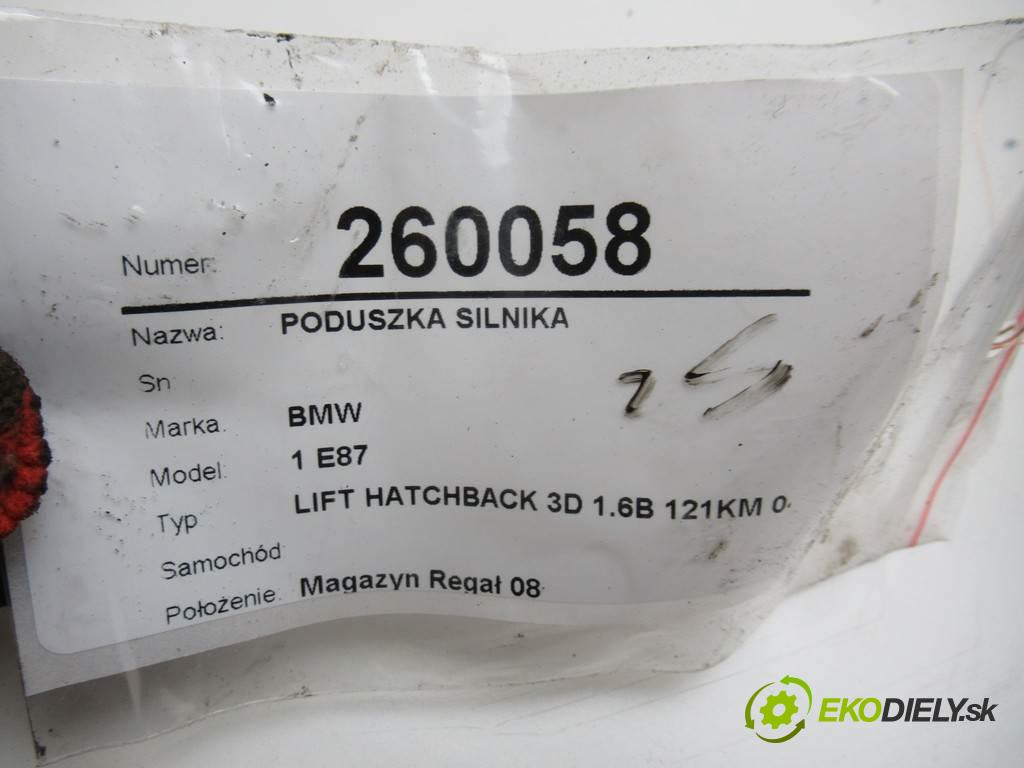 Numer: 260058
Nazwa: PODUSZKA SILNIKA
Sn
Marka: BMW
Model: 1 E87
Typ LIFT HATCHBACK 3D 1.6B 121KM 0
Samochód
Położenie: Magazyn Regał 08
EKODIELY.sk